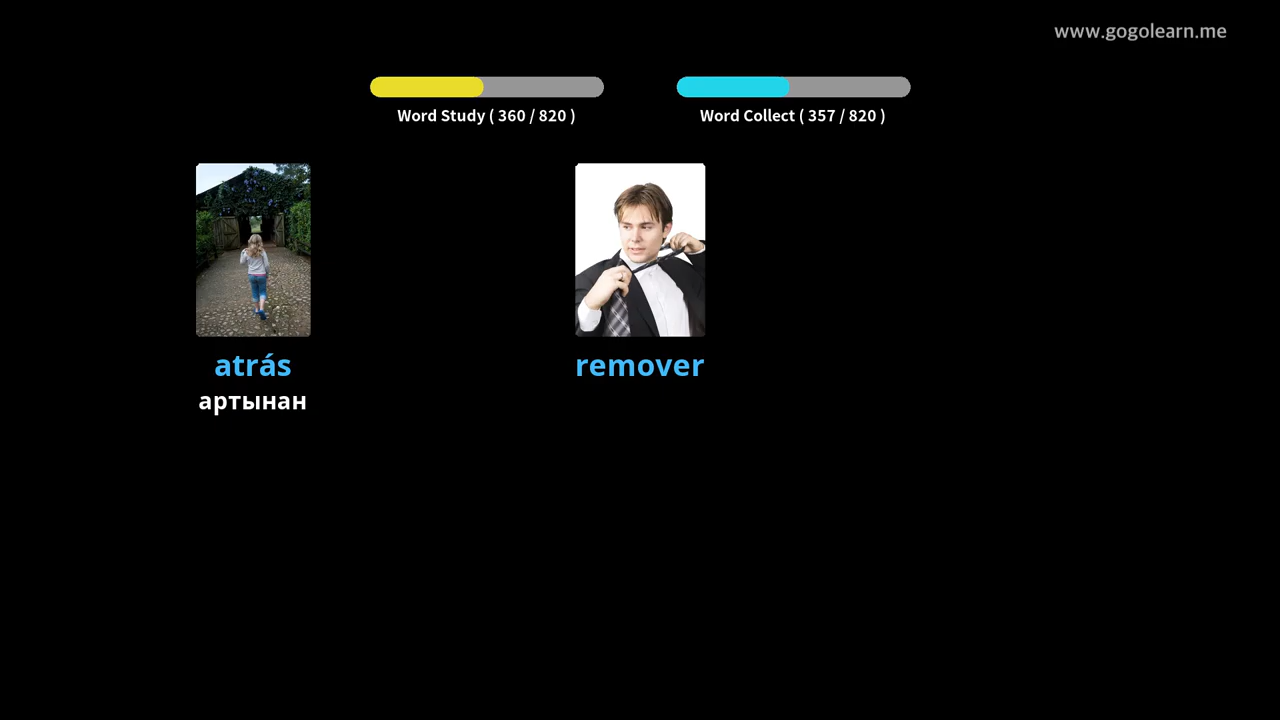 www.gogolearn.me
Word Study ( 360 / 820 )
Word Collect ( 357 / 820 )
atrás
артынан
remover